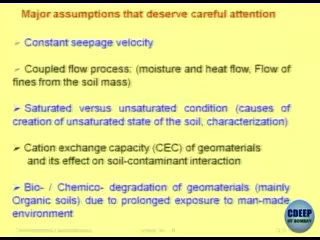 Major assumptions that deserve careful attention
➢ Constant seepage velocity
➢ Coupled flow process: (moisture and heat flow, Flow of
fines from the soil mass)
➢ Saturated versus unsaturated condition (causes of
creation of unsaturated state of the soil, characterization)
➢ Cation exchange capacity (CEC) of geomaterials
and its effect on soil-contaminant interaction
➢ Bio- / Chemico- degradation of geomaterials (mainly
Organic soils) due to prolonged exposure to man-made
environment
CDEEP
IIT BOMBAY